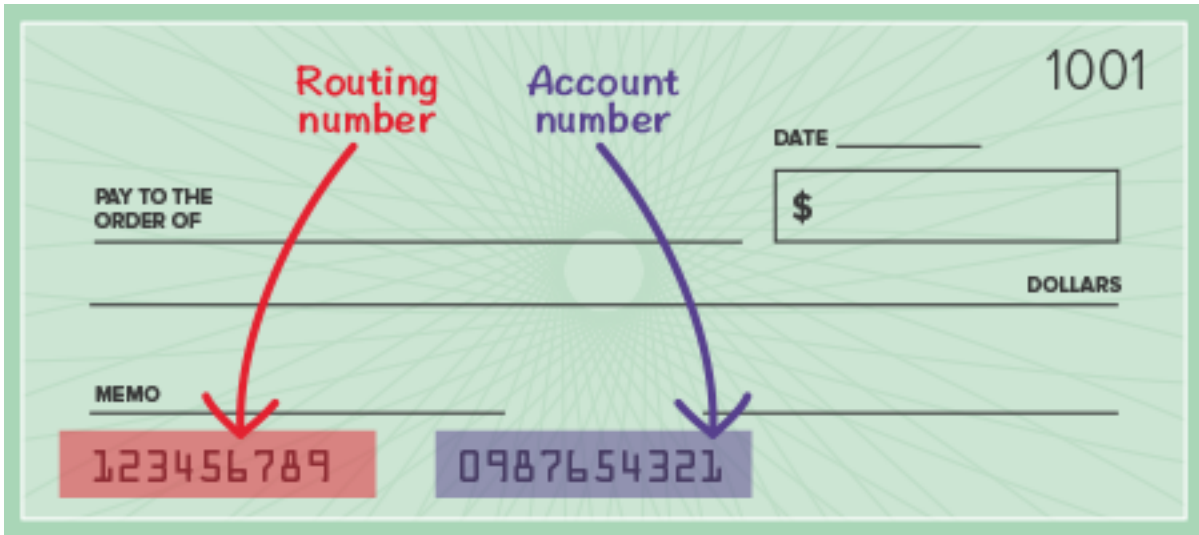 1001
Routing
number
Account
number
DATE
PAY TO THE
ORDER OF
$
DOLLARS
MEMO
123456789
0987654321